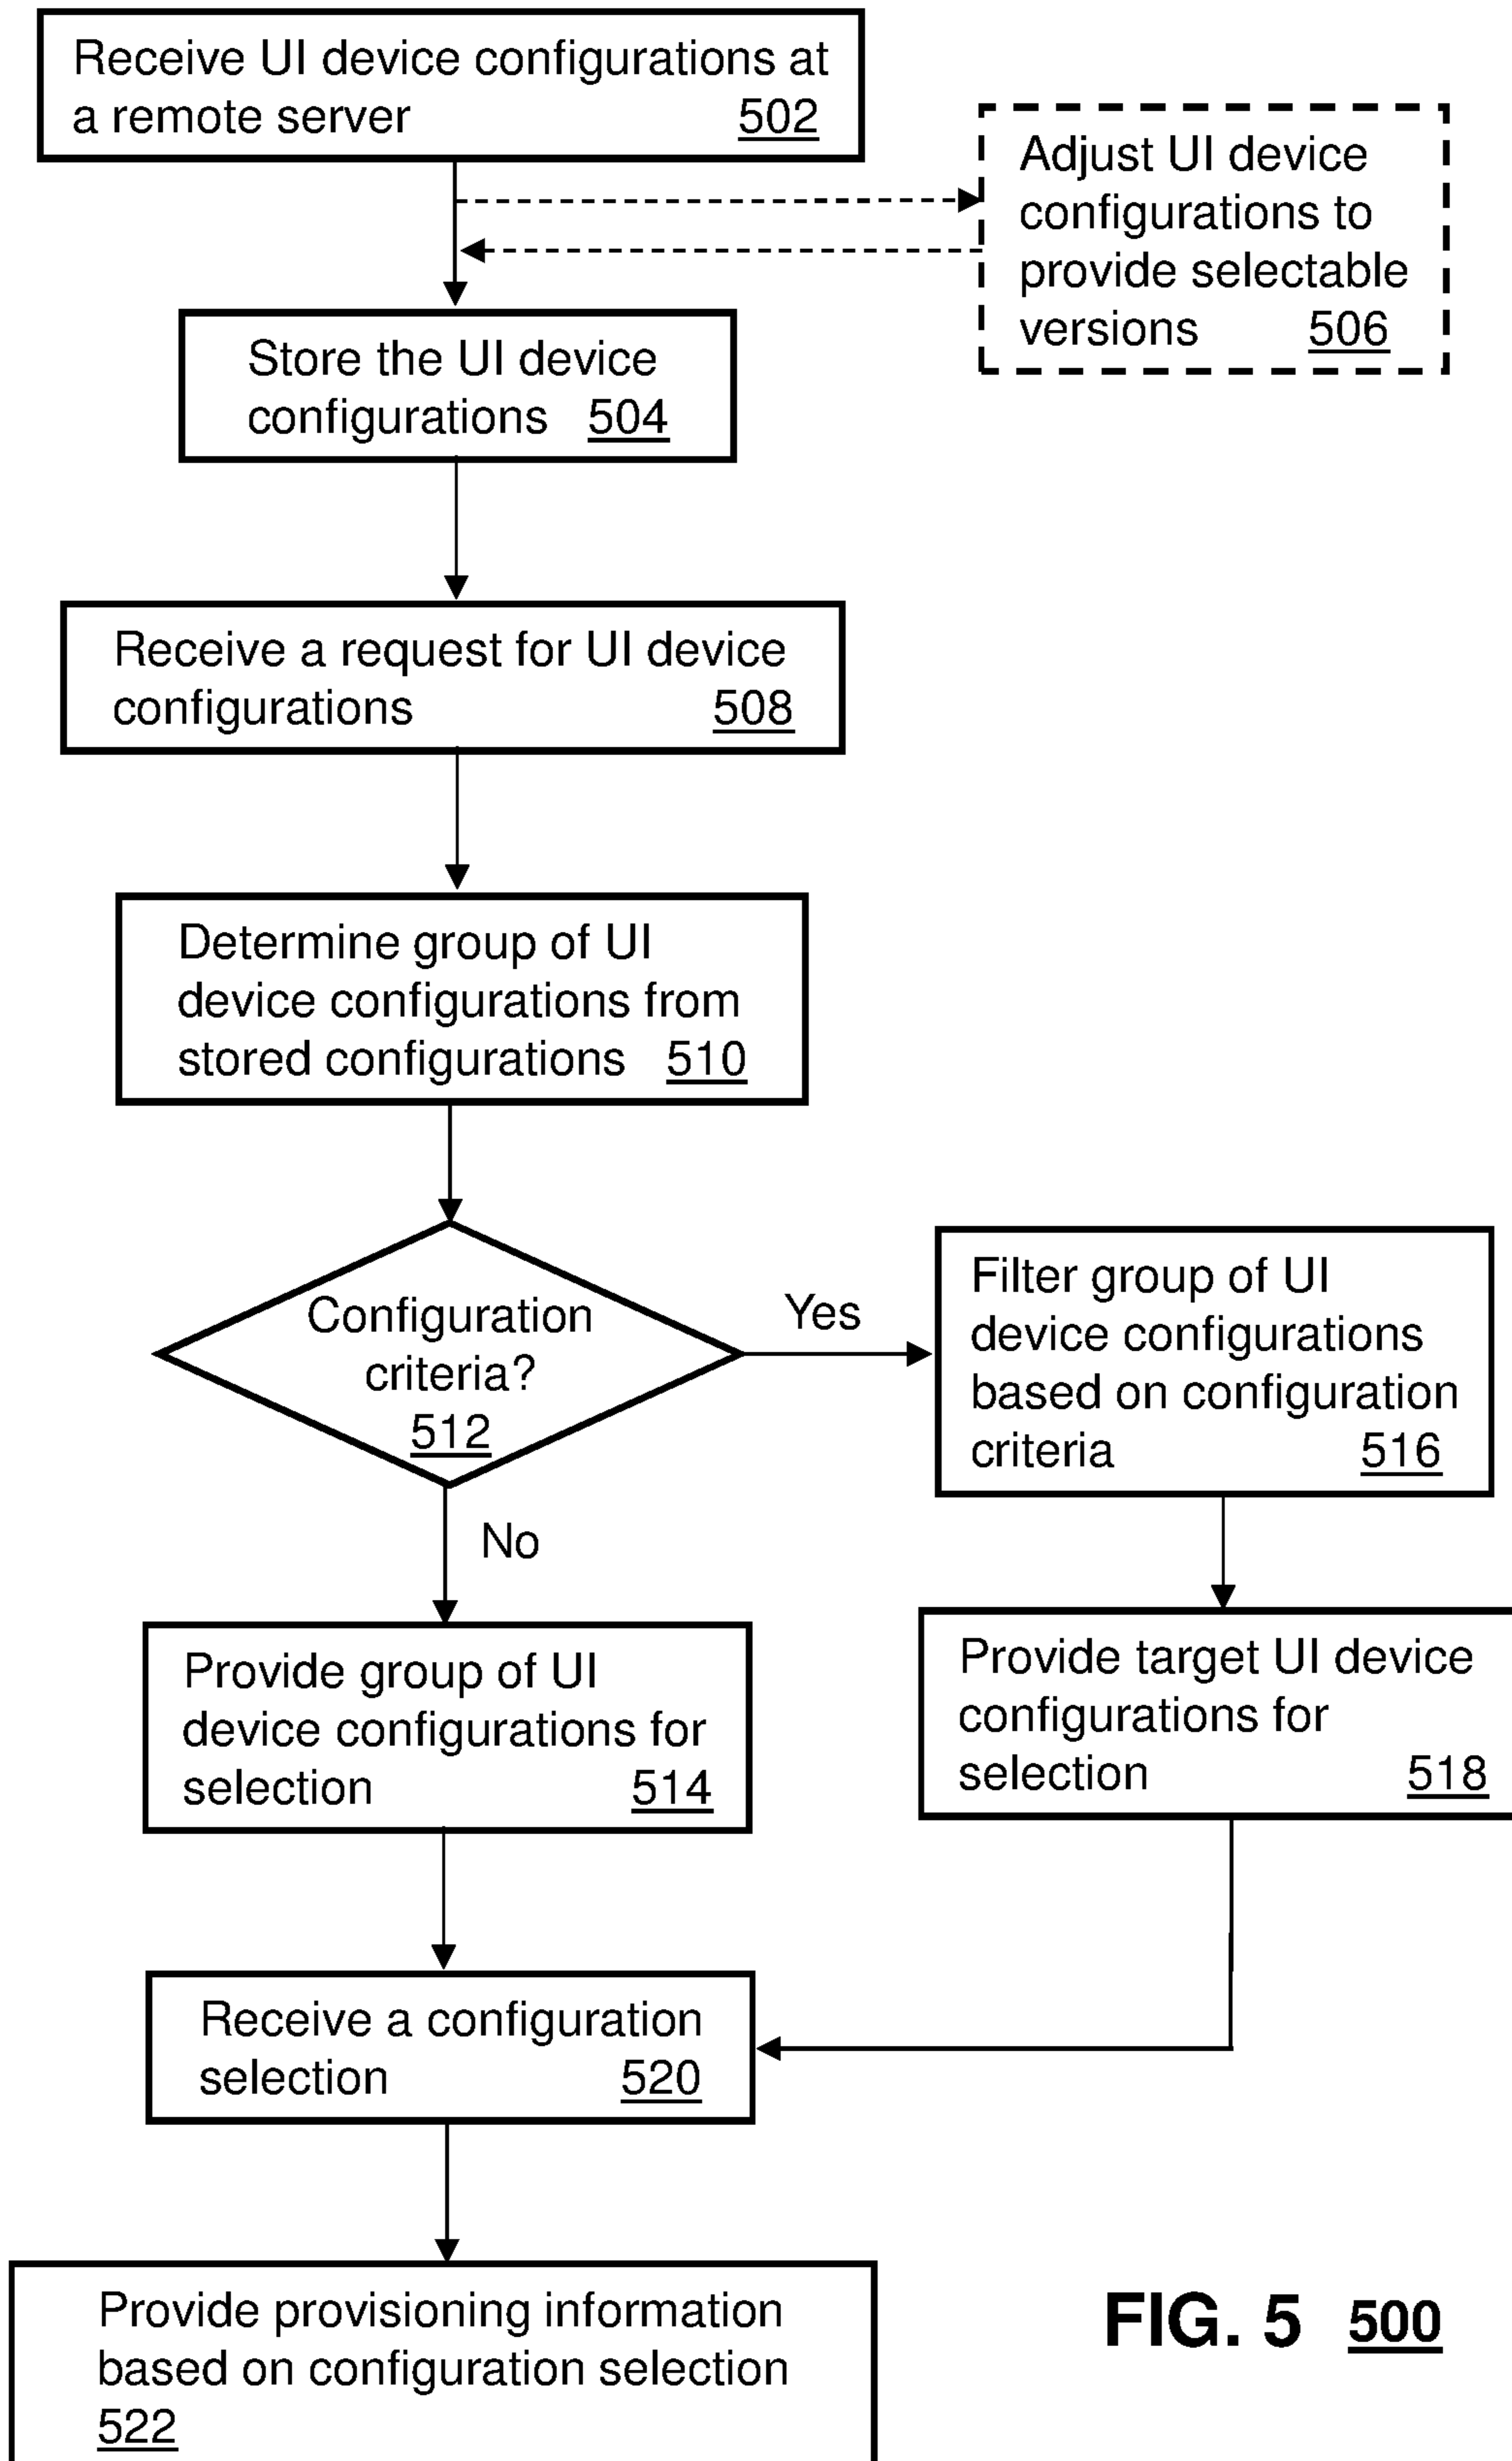 Receive UI device configurations at
a remote server 502
Adjust UI device
configurations to
provide selectable
versions 506
Store the UI device
configurations 504
Receive a request for UI device
configurations 508
Determine group of UI
device configurations from
stored configurations 510
Configuration
criteria?
512
Yes
Filter group of UI
device configurations
based on configuration
criteria 516
No
Provide group of UI
device configurations for
selection 514
Provide target UI device
configurations for
selection 518
Receive a configuration
selection 520
Provide provisioning information
based on configuration selection
522
FIG. 5 500